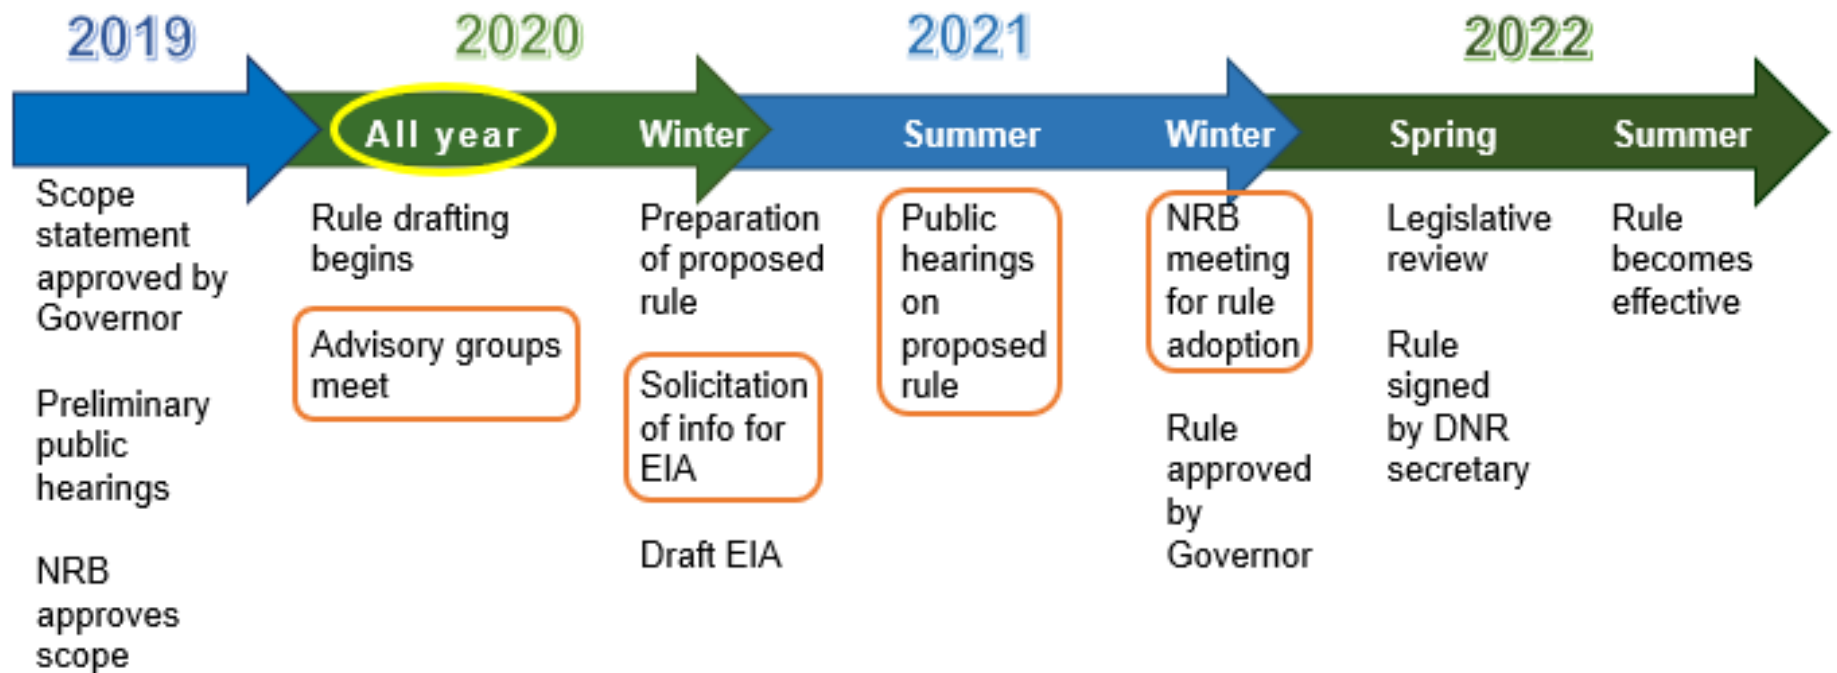 2019
2020
2021
2022
All year
Winter
Summer
Winter
Spring
Summer
Scope
statement
approved by
Governor
Preliminary
public
hearings
NRB
approves
scope
Rule drafting
begins
Advisory groups
meet
Preparation
of proposed
rule
Solicitation
of info for
EIA
Draft EIA
Public
hearings
on
proposed
rule
NRB
meeting
for rule
adoption
Rule
approved
by
Governor
Legislative
review
Rule
signed
by DNR
secretary
Rule
becomes
effective